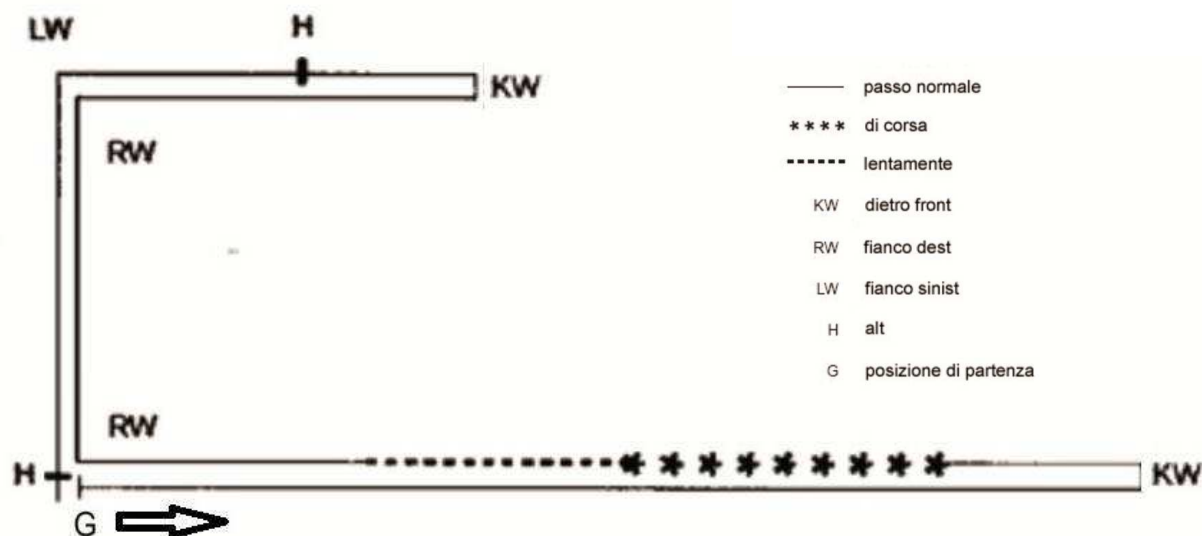 LW
H
KW
RW
RW
H
KW
G
passo normale
di corsa
lentamente
KW dietro front
RW fianco dest
LW fianco sinist
H alt
G posizione di partenza